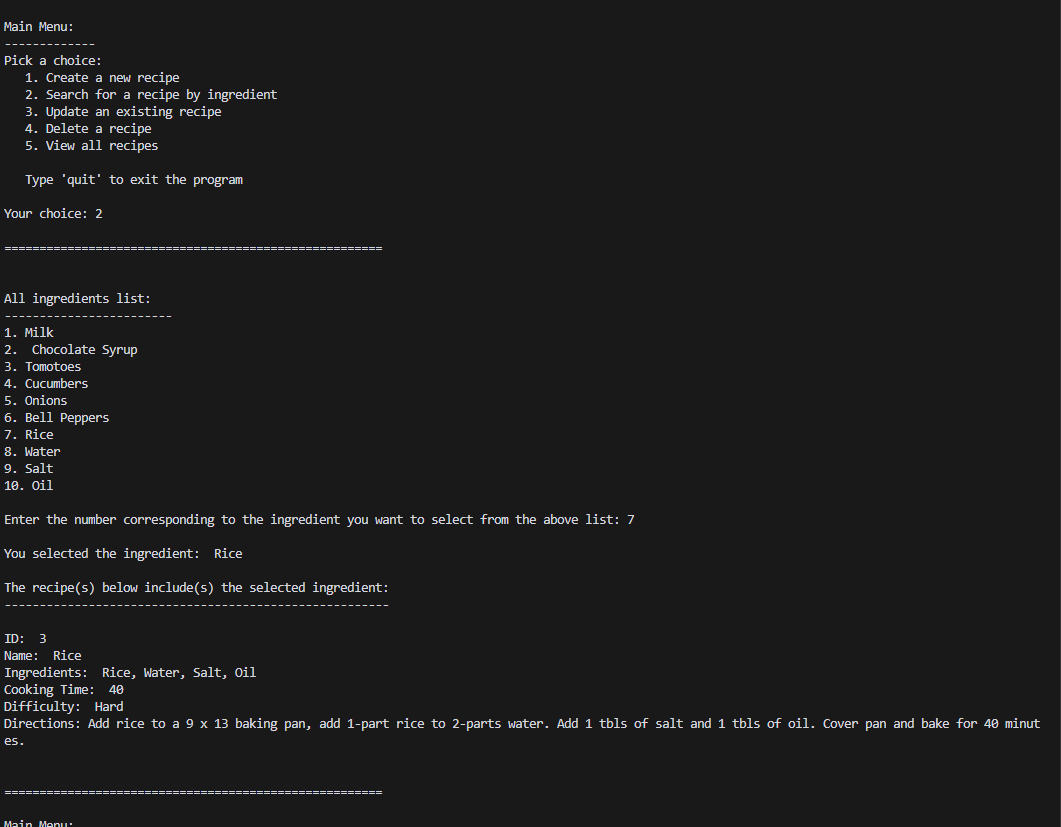 Main Menu:
-------------
Pick a choice:
   1. Create a new recipe
   2. Search for a recipe by ingredient
   3. Update an existing recipe
   4. Delete a recipe
   5. View all recipes
   Type 'quit' to exit the program
Your choice: 2
======================================================
All ingredients list:
------------------------
1. Milk
2.  Chocolate Syrup
3. Tomotoes
4. Cucumbers
5. Onions
6. Bell Peppers
7. Rice
8. Water
9. Salt
10. Oil
Enter the number corresponding to the ingredient you want to select from the above list: 7
You selected the ingredient:  Rice
The recipe(s) below include(s) the selected ingredient:
-------------------------------------------------------
ID:  3
Name:  Rice
Ingredients:  Rice, Water, Salt, Oil
Cooking Time:  40
Difficulty:  Hard
Directions: Add rice to a 9 x 13 baking pan, add 1-part rice to 2-parts water. Add 1 tbls of salt and 1 tbls of oil. Cover pan and bake for 40 minut
es.
======================================================
Main Menu: